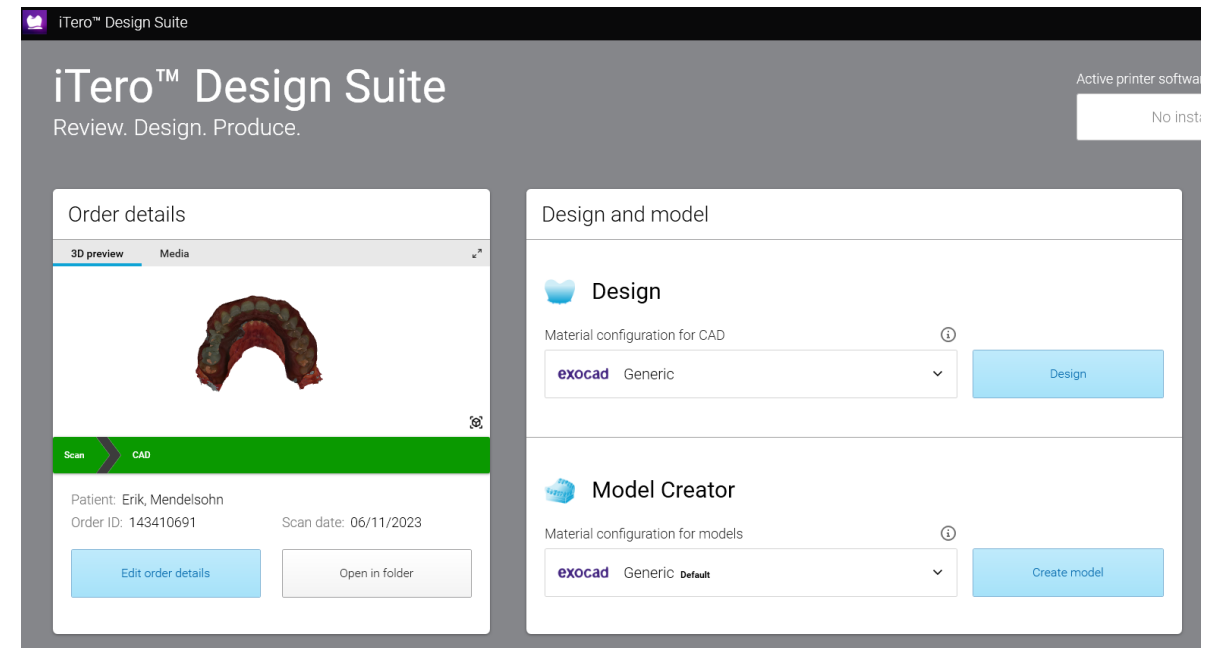 iTero™ Design Suite
iTero™ Design Suite
Review. Design. Produce.
Active printer
No
Order details
3D preview Media
Scan CAD
Patient: Erik, Mendelsohn
Order ID: 143410691 Scan date: 06/11/2023
Edit order details Open in folder
Design and model
Design
Material configuration for CAD
exocad Generic
Design
Model Creator
Material configuration for models
exocad Generic Default
Create model